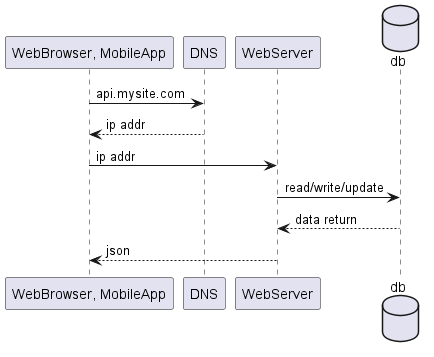 db
WebBrowser, MobileApp DNS WebServer
api.mysite.com
ip addr
ip addr
read/write/update
data return
json
WebBrowser, MobileApp DNS WebServer
db